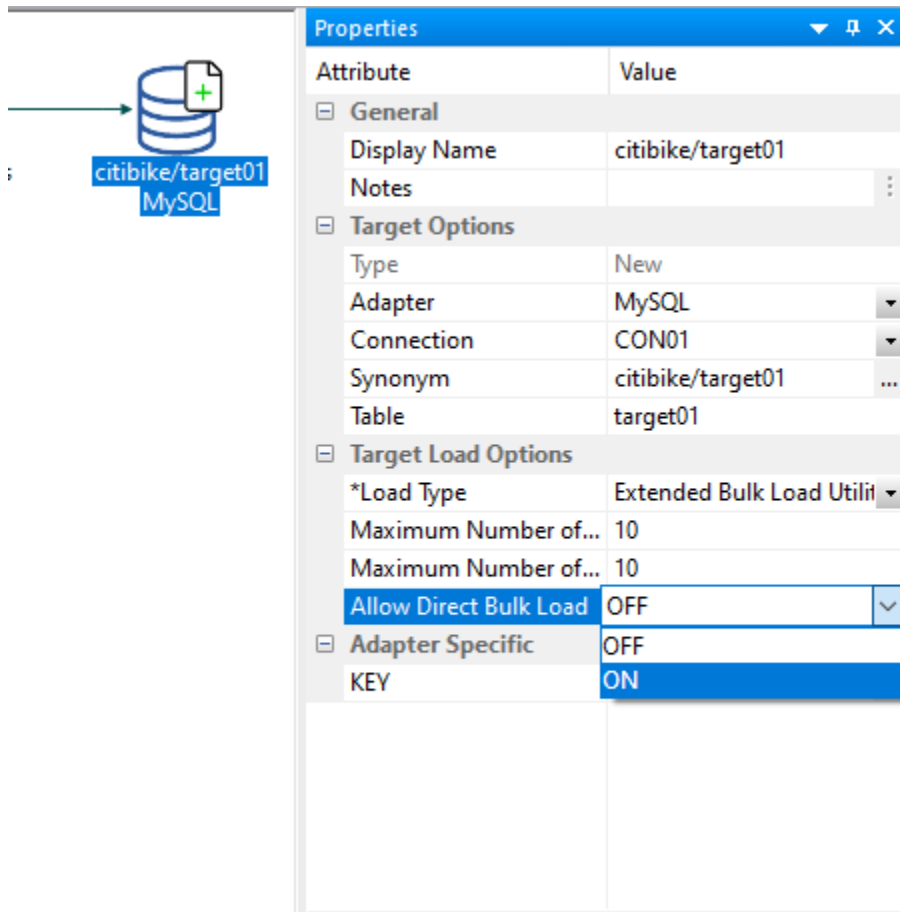 Properties
Attribute Value
General
Display Name citibike/target01
Notes
Target Options
Type New
Adapter MySQL
Connection CON01
Synonym citibike/target01 ...
Table target01
Target Load Options
*Load Type Extended Bulk Load Utilit
Maximum Number of... 10
Maximum Number of... 10
Allow Direct Bulk Load OFF
OFF
ON
Adapter Specific
KEY
citibike/target01
MySQL